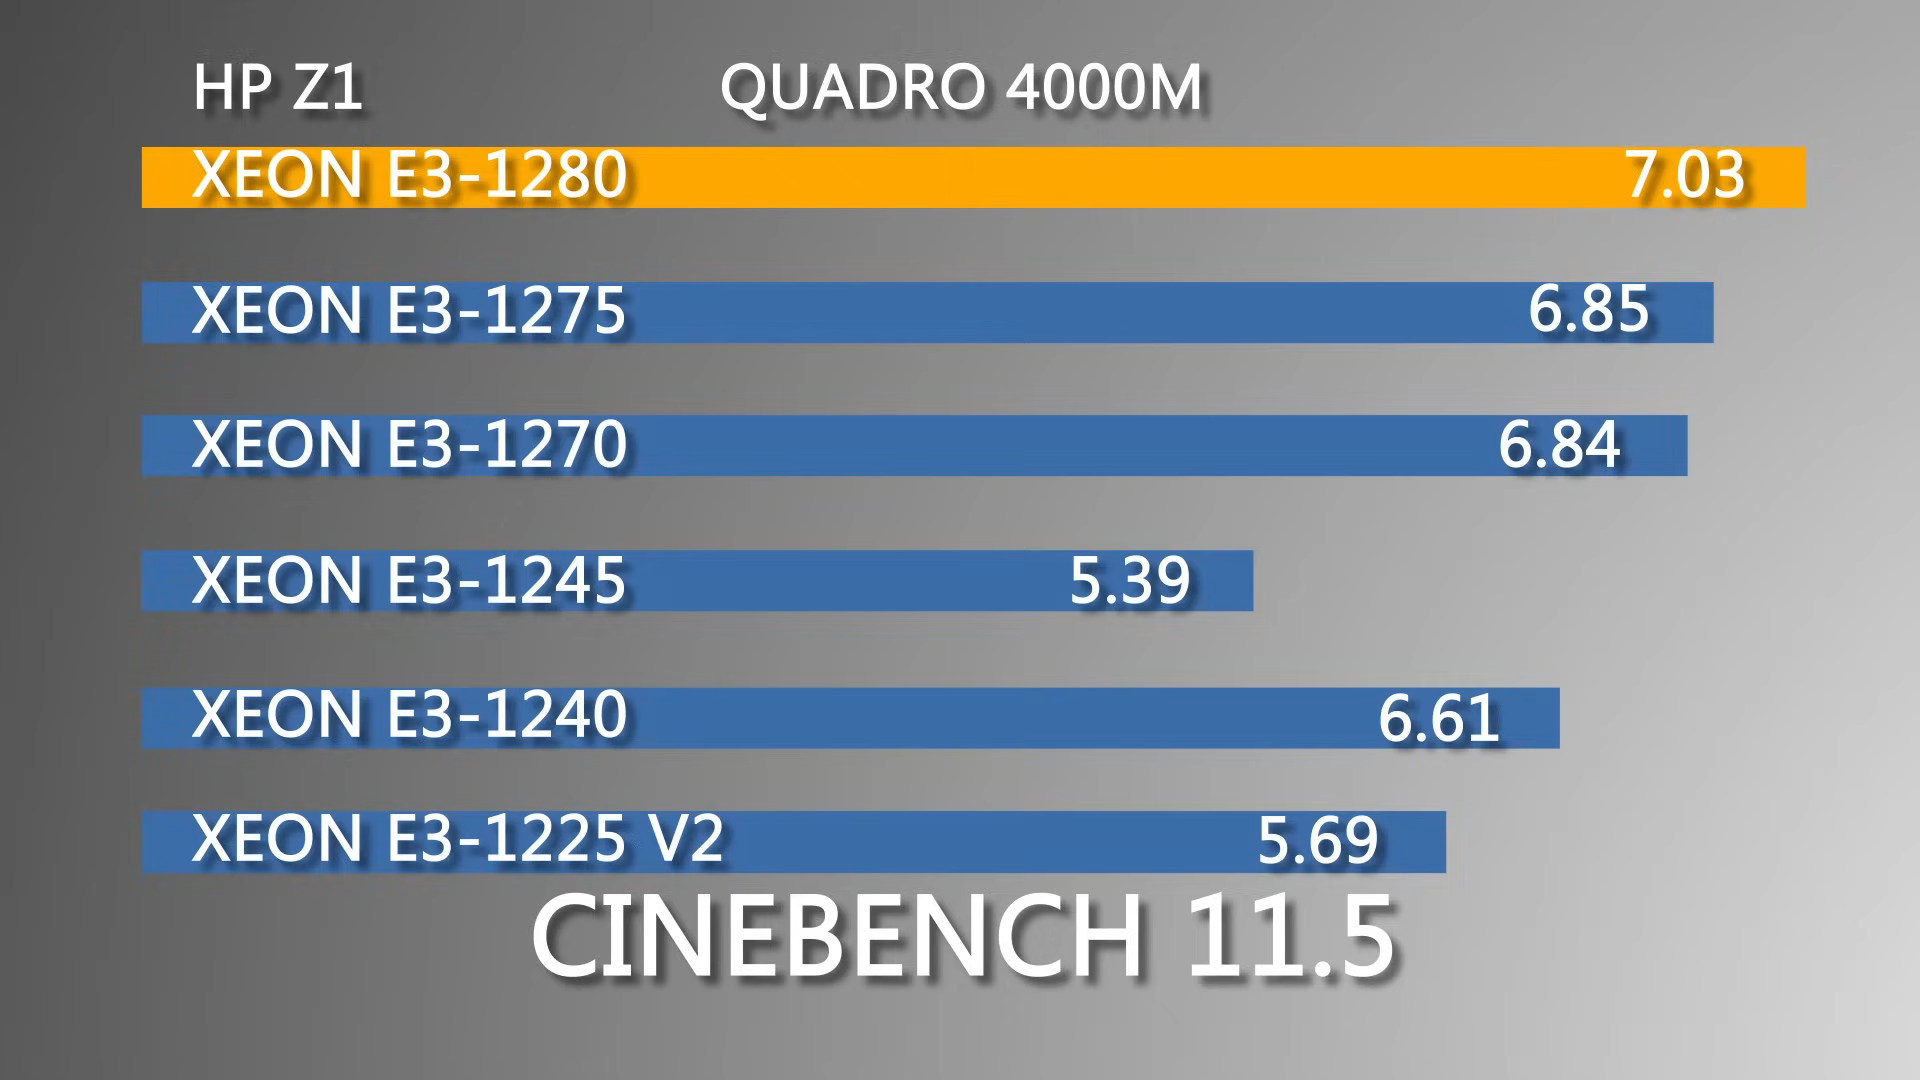 HP Z1 QUADRO 4000M
XEON E3-1280 7.03
XEON E3-1275 6.85
XEON E3-1270 6.84
XEON E3-1245 5.39
XEON E3-1240 6.61
XEON E3-1225 V2 5.69
CINEBENCH 11.5